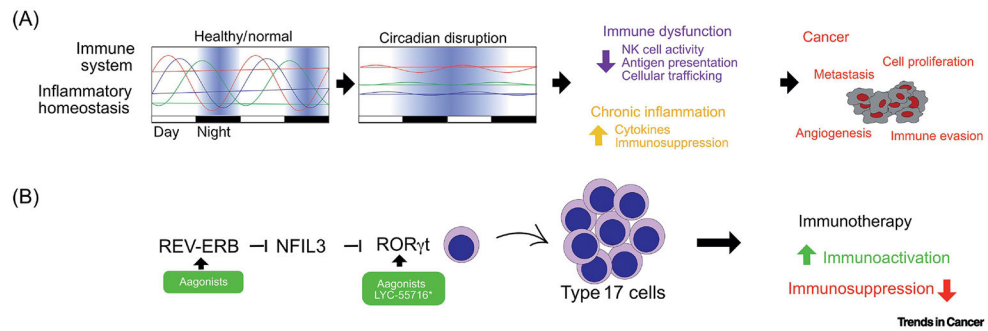 (A)
Immune
system
Inflammatory
homeostasis
Healthy/normal
Day Night
Circadian disruption
Immune dysfunction
NK cell activity
Antigen presentation
Cellular trafficking
Chronic inflammation
Cytokines
Immunosuppression
Cancer
Cell proliferation
Metastasis
Angiogenesis
Immune evasion
(B)
REV-ERB ⊣ NFIL3 ⊣ RORγt
Aagonists
Aagonists
LYC-55716*
Type 17 cells
Immunotherapy
Immunoactivation
Immunosuppression
Trends in Cancer